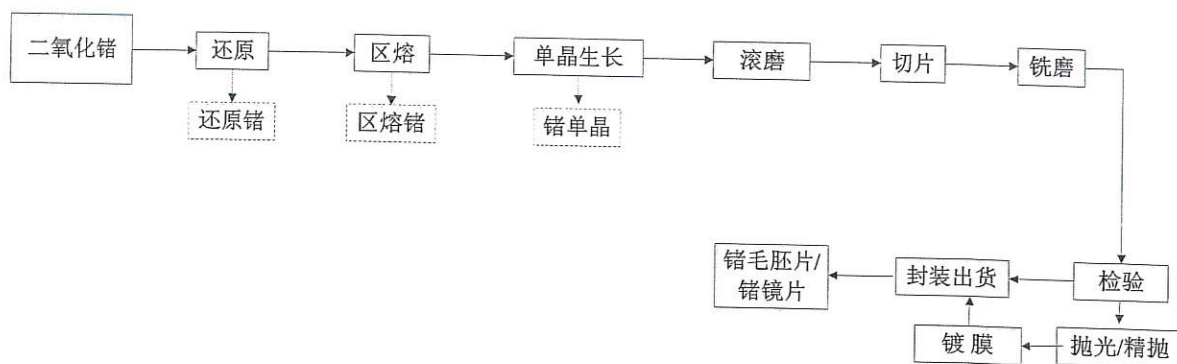 二氧化锗
还原
区熔
单晶生长
滚磨
切片
铣磨
还原锗
区熔锗
锗单晶
锗毛胚片/
锗镜片
封装出货
检验
镀 膜
抛光/精抛